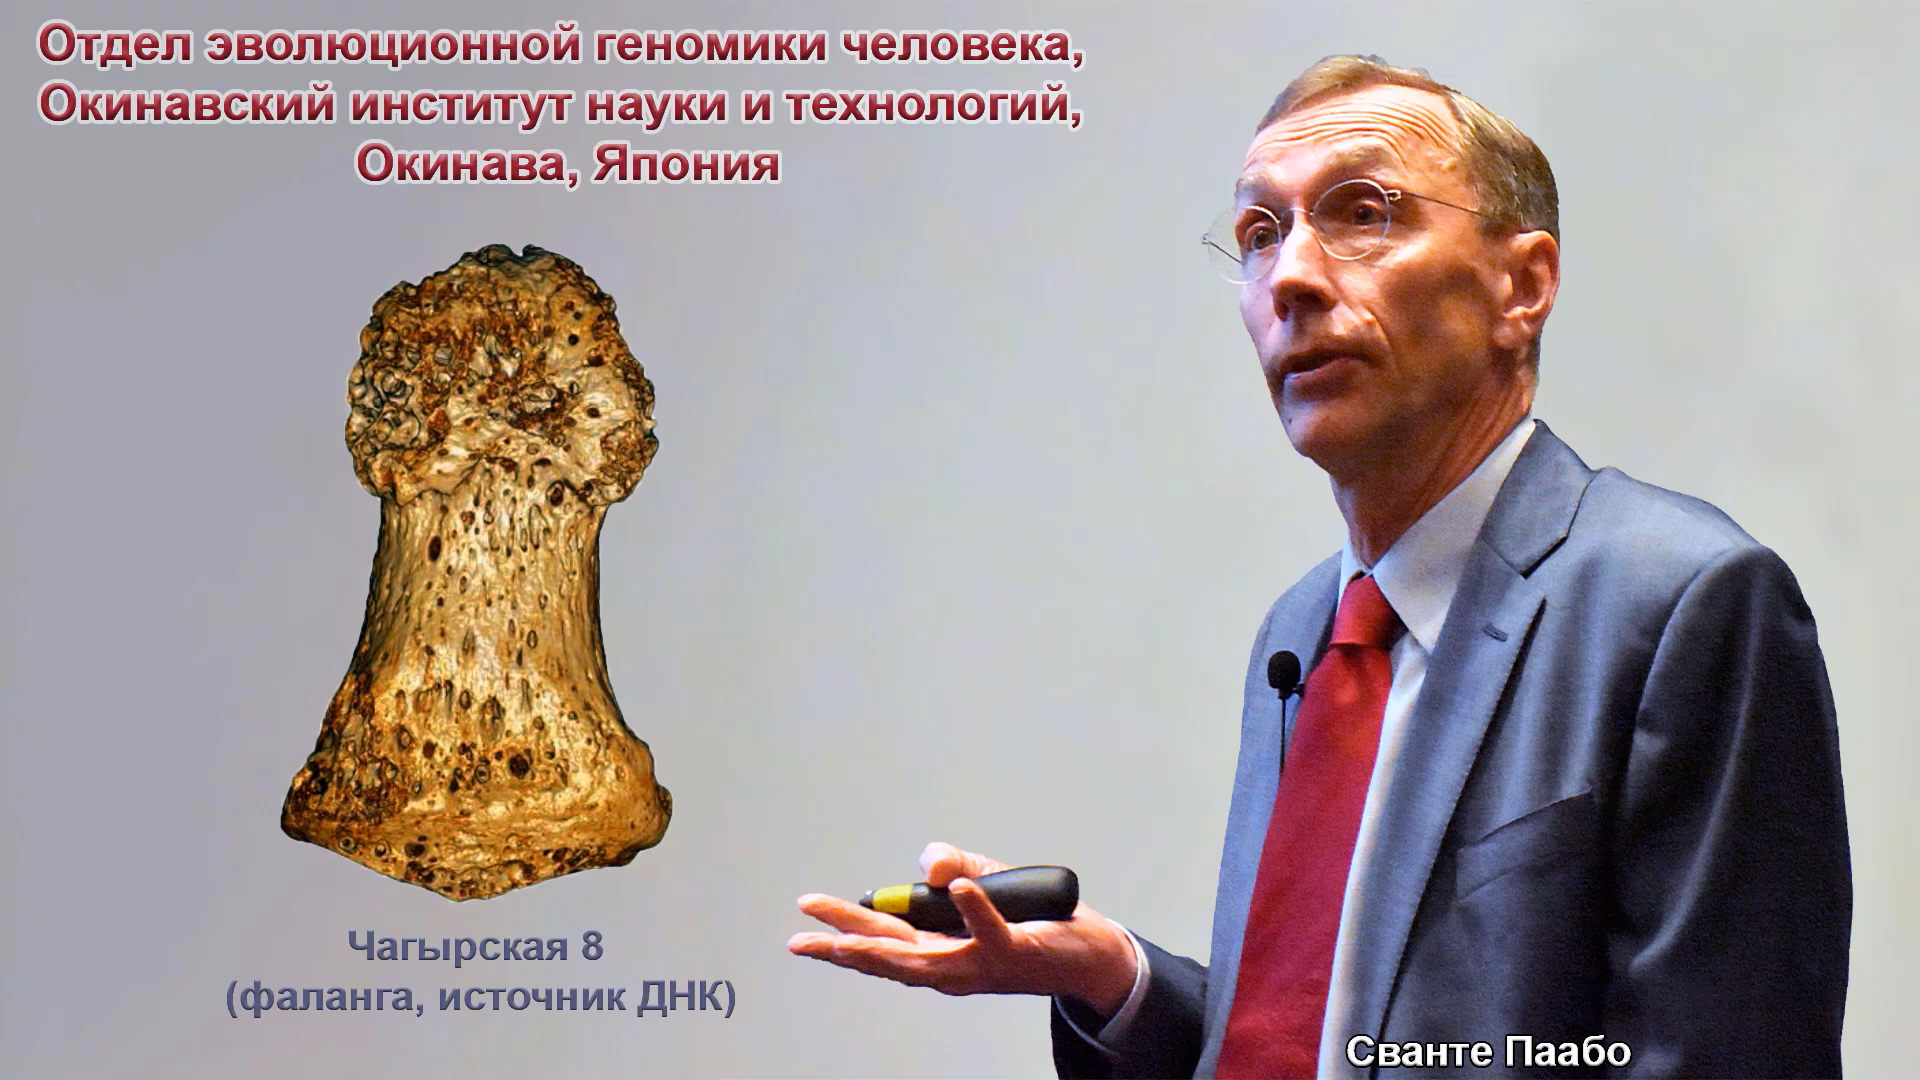 Отдел эволюционной геномики человека,
Окинавский институт науки и технологий,
Окинава, Япония
Чагырская 8
(фаланга, источник ДНК)
Сванте Паабо